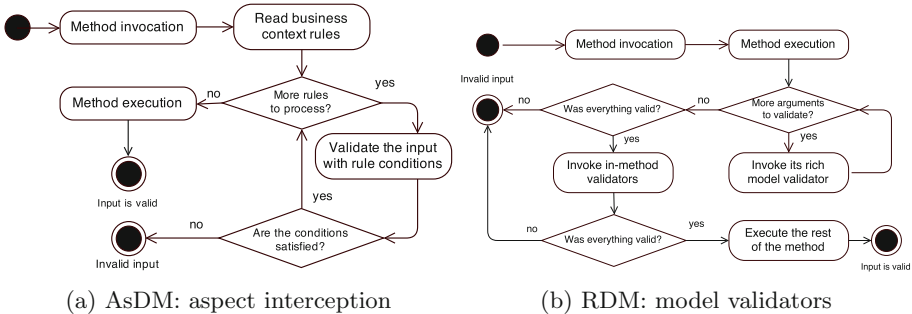 Method invocation
Read business
context rules
More rules
to process?
yes
no
Method execution
Validate the input
with rule conditions
Input is valid
yes
Are the conditions
satisfied?
no
Invalid input
(a) AsDM: aspect interception
Method invocation
Method execution
Invalid input
More arguments
to validate?
no
yes
Was everything valid?
no
yes
Invoke its rich
model validator
Invoke in-method
validators
Was everything valid?
no
yes
Execute the rest
of the method
Input is valid
(b) RDM: model validators